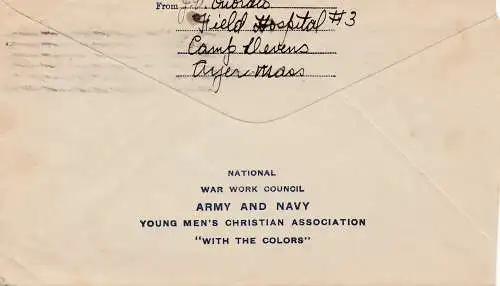 From
Field Hospital #3
Camp Devens
Ayer Mass
NATIONAL
WAR WORK COUNCIL
ARMY AND NAVY
YOUNG MEN'S CHRISTIAN ASSOCIATION
"WITH THE COLORS"